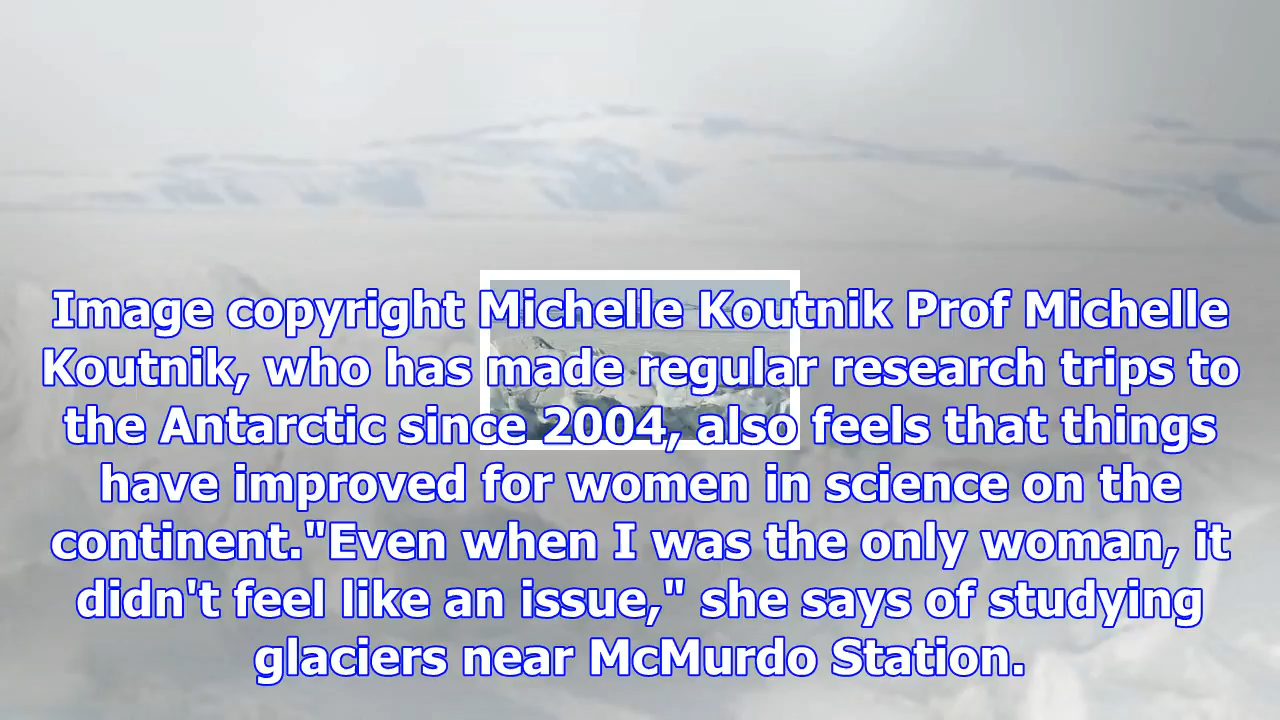 Image copyright Michelle Koutnik Prof Michelle
Koutnik, who has made regular research trips to
the Antarctic since 2004, also feels that things
have improved for women in science on the
continent."Even when I was the only woman, it
didn't feel like an issue," she says of studying
glaciers near McMurdo Station.